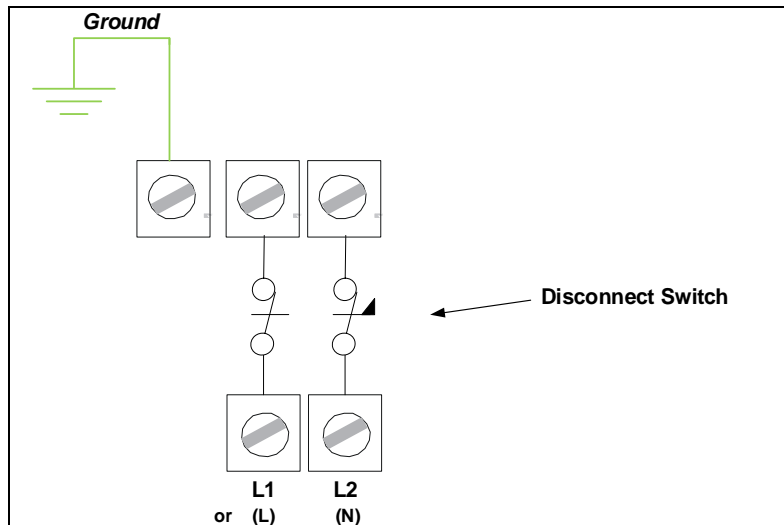 Ground
Disconnect Switch
L1 L2
or (L) (N)